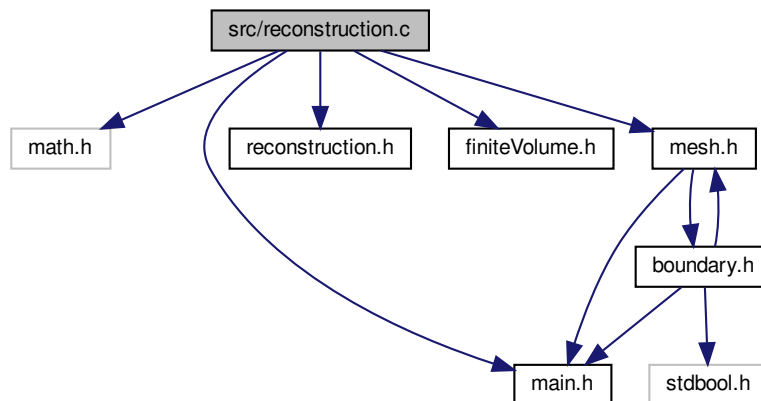 src/reconstruction.c
math.h
reconstruction.h
finiteVolume.h
mesh.h
boundary.h
main.h
stdbool.h